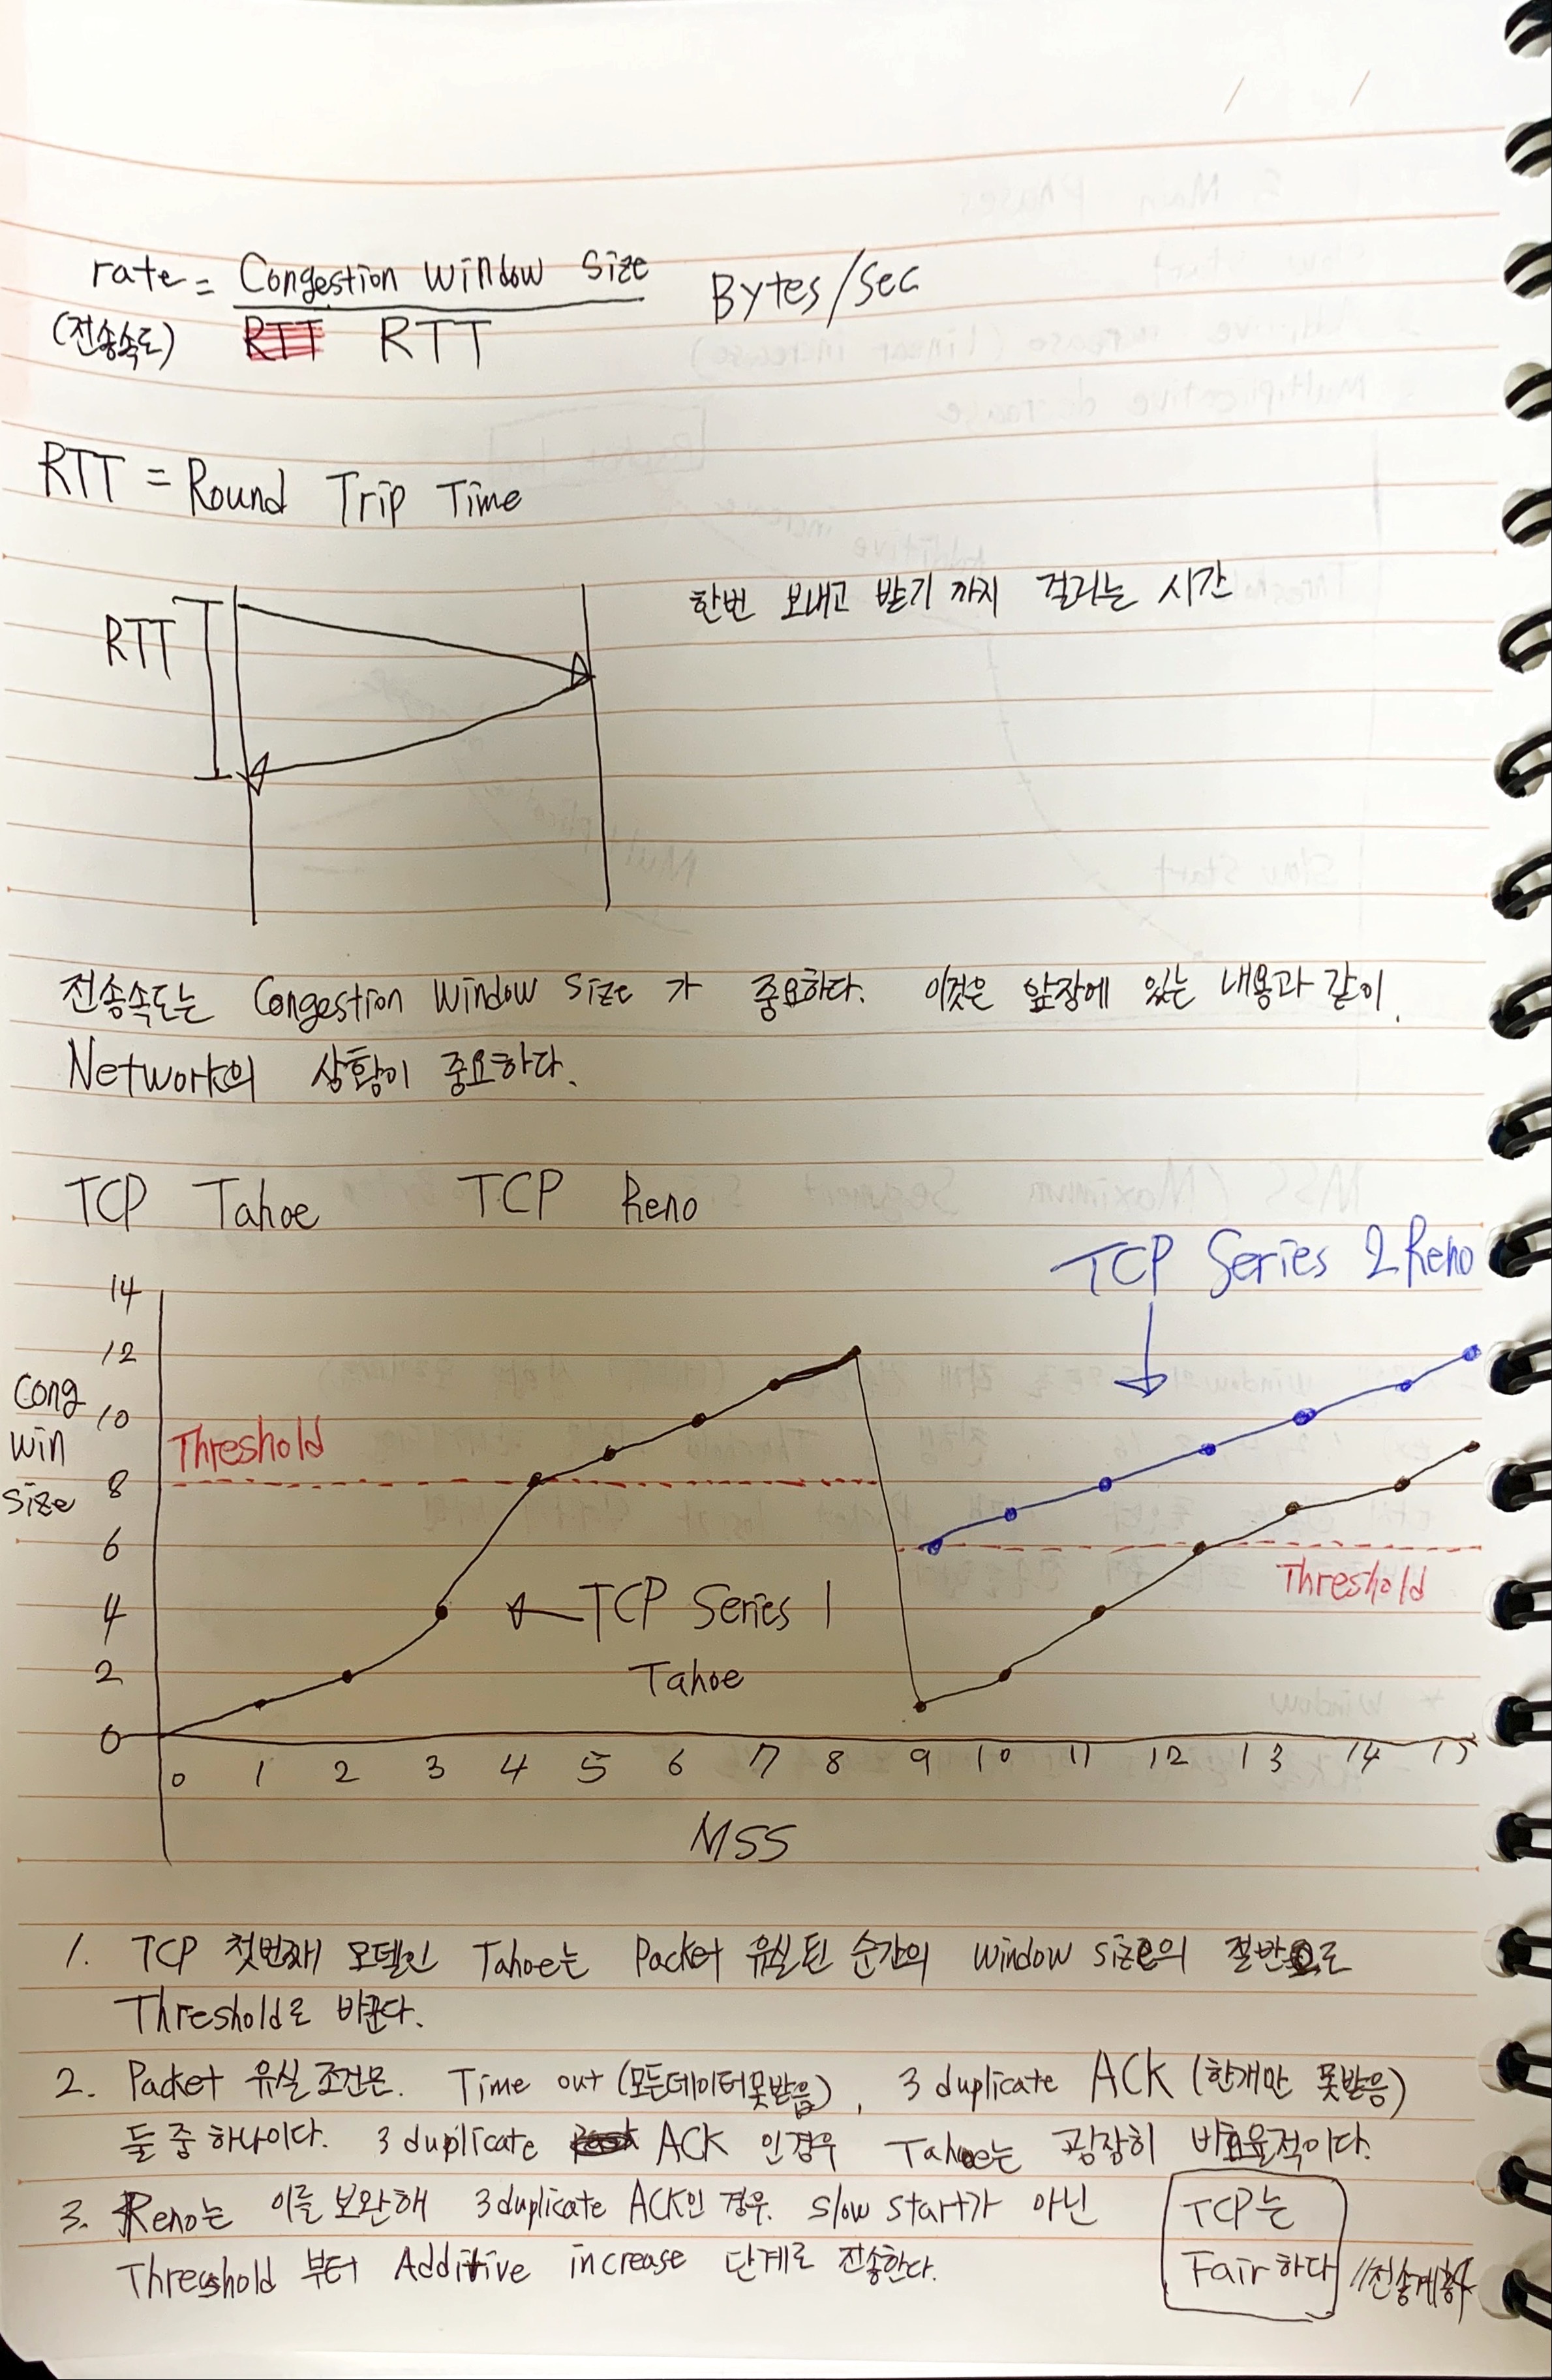 rate = Congestion Window Size Bytes/Sec
(전송속도) RTT RTT
RTT = Round Trip Time
한번 보내고 받기 까지 걸리는 시간
RTT
전송속도는 Congestion Window Size 가 중요하다. 이것은 앞장에 있는 내용과 같이
Network의 상황이 중요하다.
TCP Tahoe TCP Reno
TCP Series 2 Reno
14
12
Cong
10
Win
Threshold
Size
8
6
Threshold
4
TCP Series 1
2
Tahoe
0
0 1 2 3 4 5 6 7 8 9 10 11 12 13 14 15
MSS
1. TCP 첫번째 모델인 Tahoe는 Packet 유실된 순간의 Window size의 절반으로
Threshold로 바꾼다.
2. Packet 유실 조건은. Time out (모든데이터못받음), 3 duplicate ACK (한개만 못받음)
둘 중 하나이다. 3 duplicate ACK 인경우 Tahoe는 굉장히 비효율적이다.
3. Reno는 이를 보완해 3 duplicate ACK인 경우. Slow start가 아닌
Threshold 부터 Additive increase 단계로 전송한다.
TCP는
Fair하다 //전송계층